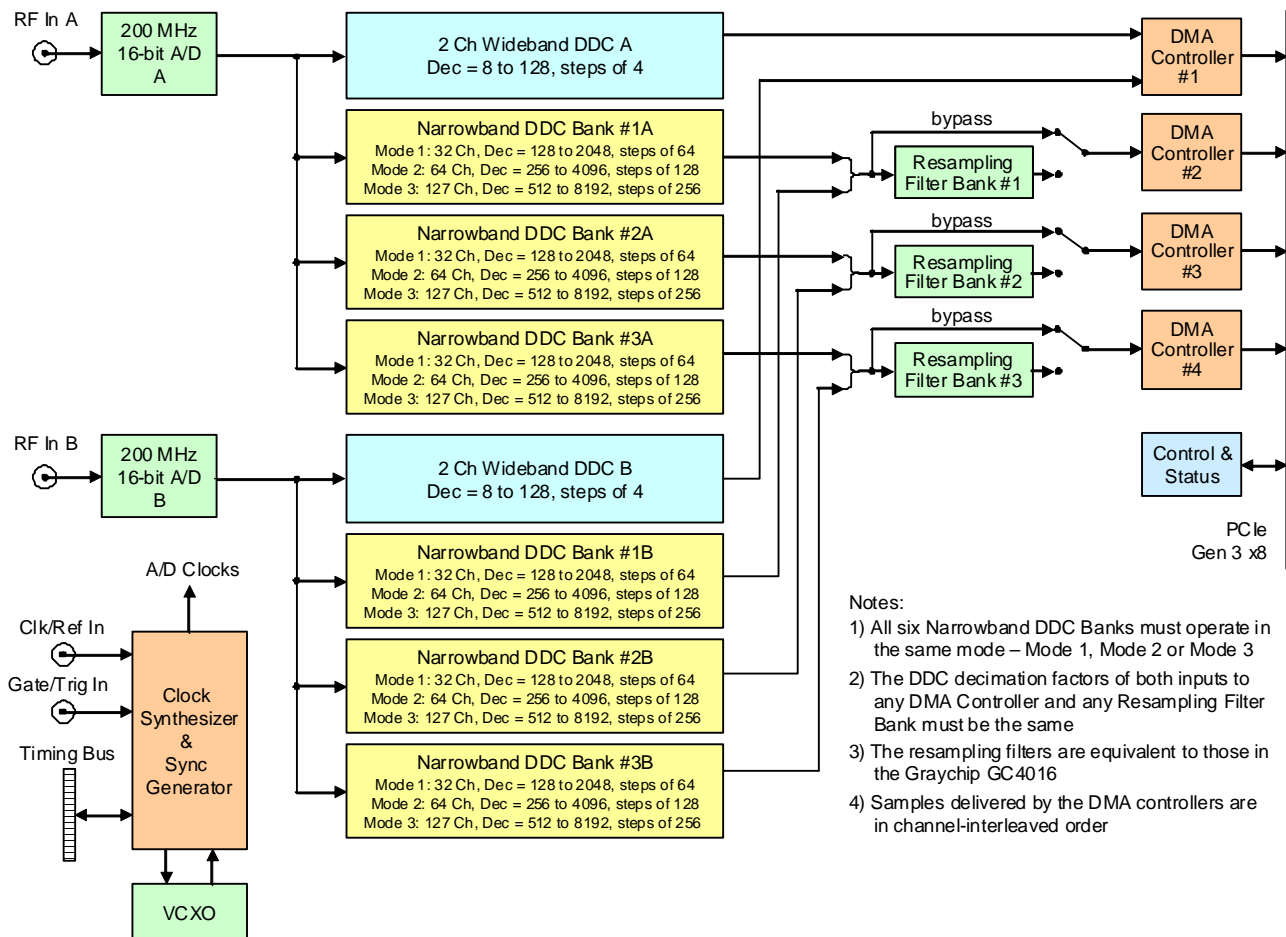 RF In A
200 MHz
16-bit A/D
A
2 Ch Wideband DDC A
Dec = 8 to 128, steps of 4
DMA
Controller
#1
Narrowband DDC Bank #1A
Mode 1: 32 Ch, Dec = 128 to 2048, steps of 64
Mode 2: 64 Ch, Dec = 256 to 4096, steps of 128
Mode 3: 127 Ch, Dec = 512 to 8192, steps of 256
bypass
Resampling
Filter Bank #1
DMA
Controller
#2
Narrowband DDC Bank #2A
Mode 1: 32 Ch, Dec = 128 to 2048, steps of 64
Mode 2: 64 Ch, Dec = 256 to 4096, steps of 128
Mode 3: 127 Ch, Dec = 512 to 8192, steps of 256
bypass
Resampling
Filter Bank #2
DMA
Controller
#3
Narrowband DDC Bank #3A
Mode 1: 32 Ch, Dec = 128 to 2048, steps of 64
Mode 2: 64 Ch, Dec = 256 to 4096, steps of 128
Mode 3: 127 Ch, Dec = 512 to 8192, steps of 256
bypass
Resampling
Filter Bank #3
DMA
Controller
#4
RF In B
200 MHz
16-bit A/D
B
2 Ch Wideband DDC B
Dec = 8 to 128, steps of 4
Control &
Status
PCIe
Gen 3 x8
Narrowband DDC Bank #1B
Mode 1: 32 Ch, Dec = 128 to 2048, steps of 64
Mode 2: 64 Ch, Dec = 256 to 4096, steps of 128
Mode 3: 127 Ch, Dec = 512 to 8192, steps of 256
Narrowband DDC Bank #2B
Mode 1: 32 Ch, Dec = 128 to 2048, steps of 64
Mode 2: 64 Ch, Dec = 256 to 4096, steps of 128
Mode 3: 127 Ch, Dec = 512 to 8192, steps of 256
Narrowband DDC Bank #3B
Mode 1: 32 Ch, Dec = 128 to 2048, steps of 64
Mode 2: 64 Ch, Dec = 256 to 4096, steps of 128
Mode 3: 127 Ch, Dec = 512 to 8192, steps of 256
A/D Clocks
Clk/Ref In
Gate/Trig In
Timing Bus
Clock
Synthesizer
&
Sync
Generator
VCXO
Notes:
1) All six Narrowband DDC Banks must operate in
the same mode – Mode 1, Mode 2 or Mode 3
2) The DDC decimation factors of both inputs to
any DMA Controller and any Resampling Filter
Bank must be the same
3) The resampling filters are equivalent to those in
the Graychip GC4016
4) Samples delivered by the DMA controllers are
in channel-interleaved order